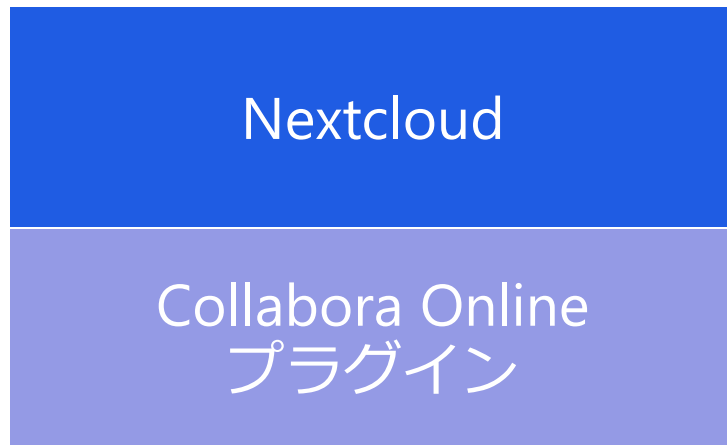 Nextcloud
Collabora Online
プラグイン